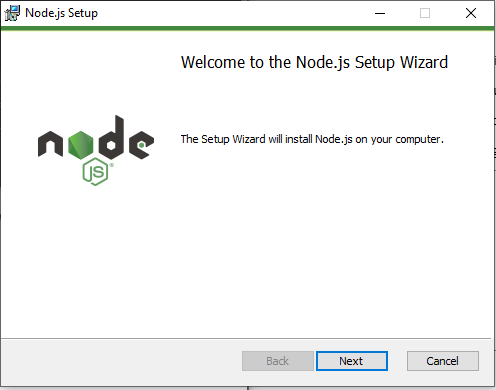 Node.js Setup
Welcome to the Node.js Setup Wizard
The Setup Wizard will install Node.js on your computer.
node
JS®
Back
Next
Cancel